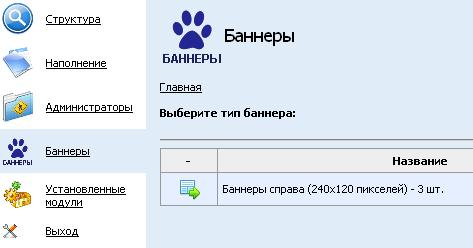 Структура
Наполнение
Администраторы
БАННЕРЫ
Баннеры
Установленные
модули
Выход
БАННЕРЫ
Баннеры
Главная
Выберите тип баннера:
- Название
Баннеры справа (240x120 пикселей) - 3 шт.